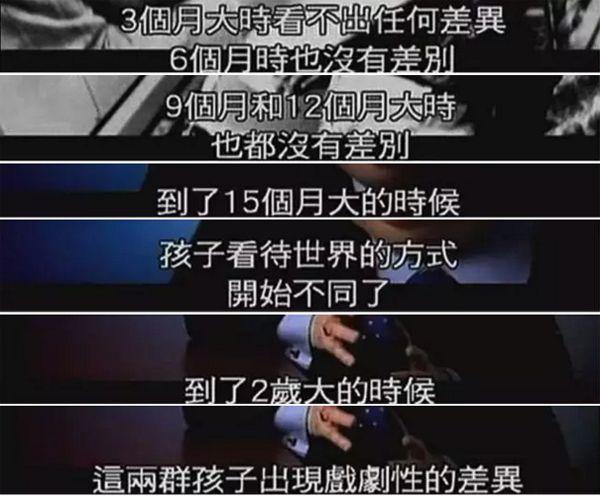 3個月大時看不出任何差異
6個月時也沒有差別
9個月和12個月大時
也都沒有差別
到了15個月大的時候
孩子看待世界的方式
開始不同了
到了2歲大的時候
這兩群孩子出現戲劇性的差異